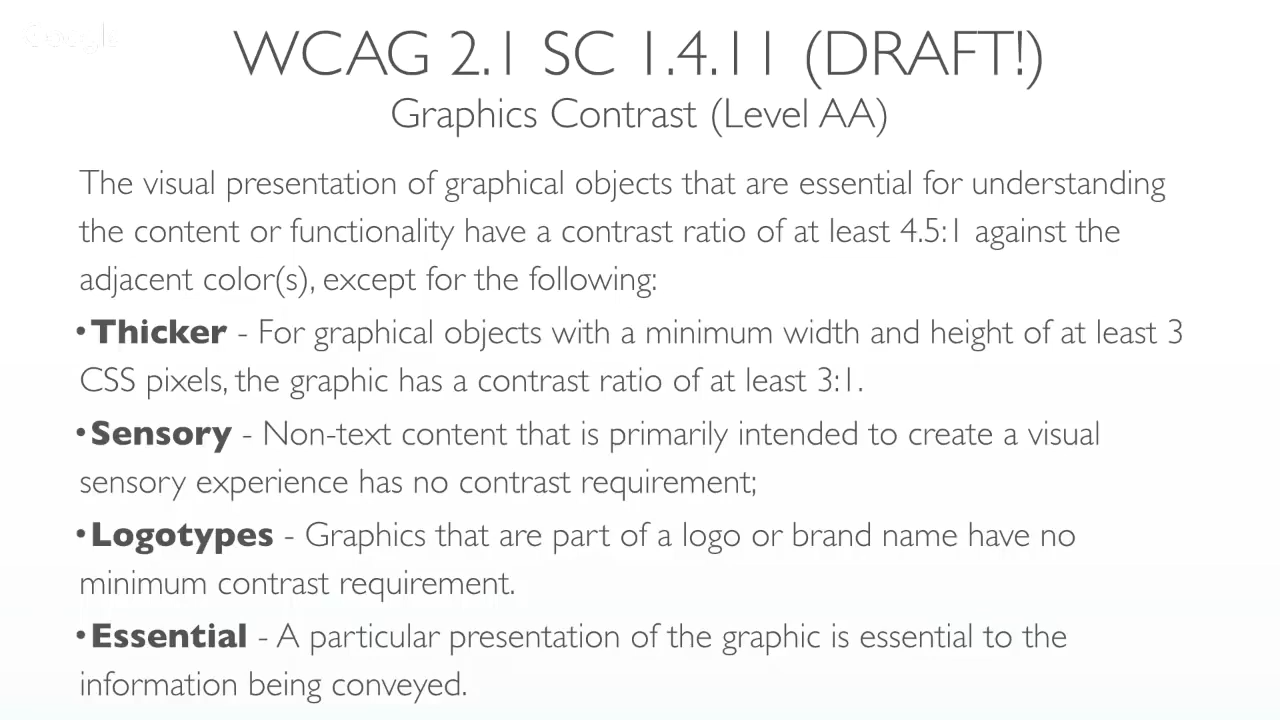 Google
WCAG 2.1 SC 1.4.11 (DRAFT!)
Graphics Contrast (Level AA)
The visual presentation of graphical objects that are essential for understanding
the content or functionality have a contrast ratio of at least 4.5:1 against the
adjacent color(s), except for the following:
•Thicker - For graphical objects with a minimum width and height of at least 3
CSS pixels, the graphic has a contrast ratio of at least 3:1.
•Sensory - Non-text content that is primarily intended to create a visual
sensory experience has no contrast requirement;
•Logotypes - Graphics that are part of a logo or brand name have no
minimum contrast requirement.
•Essential - A particular presentation of the graphic is essential to the
information being conveyed.